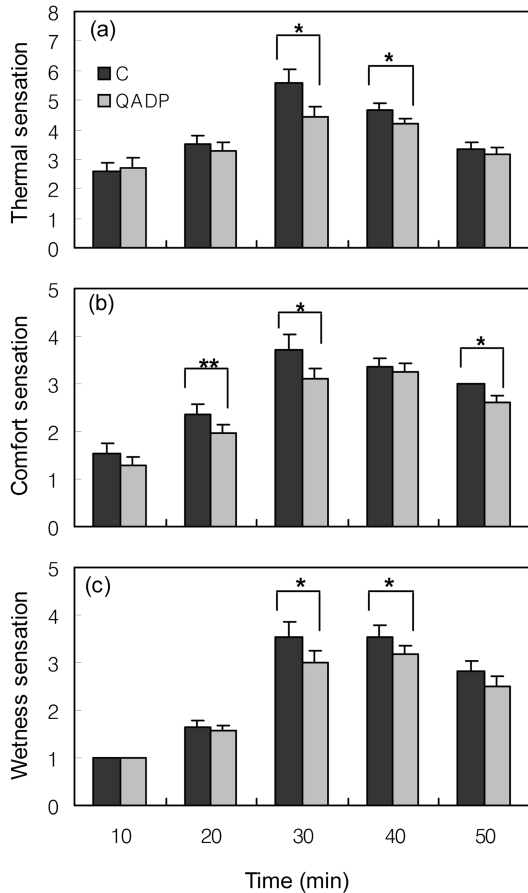 (a)
C
QADP
*
*
Thermal sensation
8
7
6
5
4
3
2
1
0
(b)
**
*
*
Comfort sensation
5
4
3
2
1
0
(c)
*
*
Wetness sensation
5
4
3
2
1
0
10 20 30 40 50
Time (min)